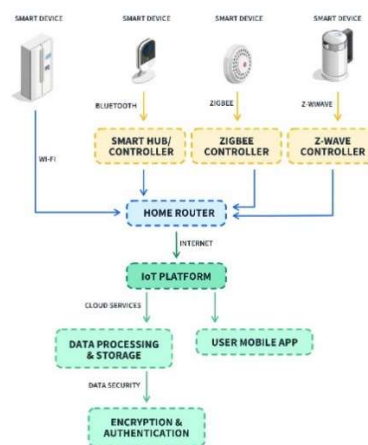 SMART DEVICE SMART DEVICE SMART DEVICE SMART DEVICE
BLUETOOTH ZIGBEE Z-WIWAVE
SMART HUB/ ZIGBEE Z-WAVE
CONTROLLER CONTROLLER CONTROLLER
WI-FI
HOME ROUTER
INTERNET
IoT PLATFORM
CLOUD SERVICES
DATA PROCESSING
& STORAGE
USER MOBILE APP
DATA SECURITY
ENCRYPTION &
AUTHENTICATION